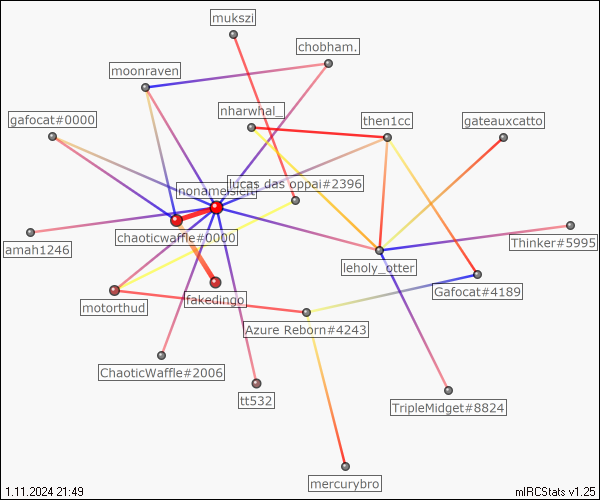 mukszi
chobham.
moonraven
nharwhal_
gafocat#0000
then1cc
gateauxcatto
lucas das oppai#2396
chaoticwaffle#0000
amah1246
Thinker#5995
leholy_otter
Gafocat#4189
fakedingo
motorthud
Azure Reborn#4243
ChaoticWaffle#2006
tt532
TripleMidget#8824
mercurybro
1.11.2024 21:49
mIRCStats v1.25